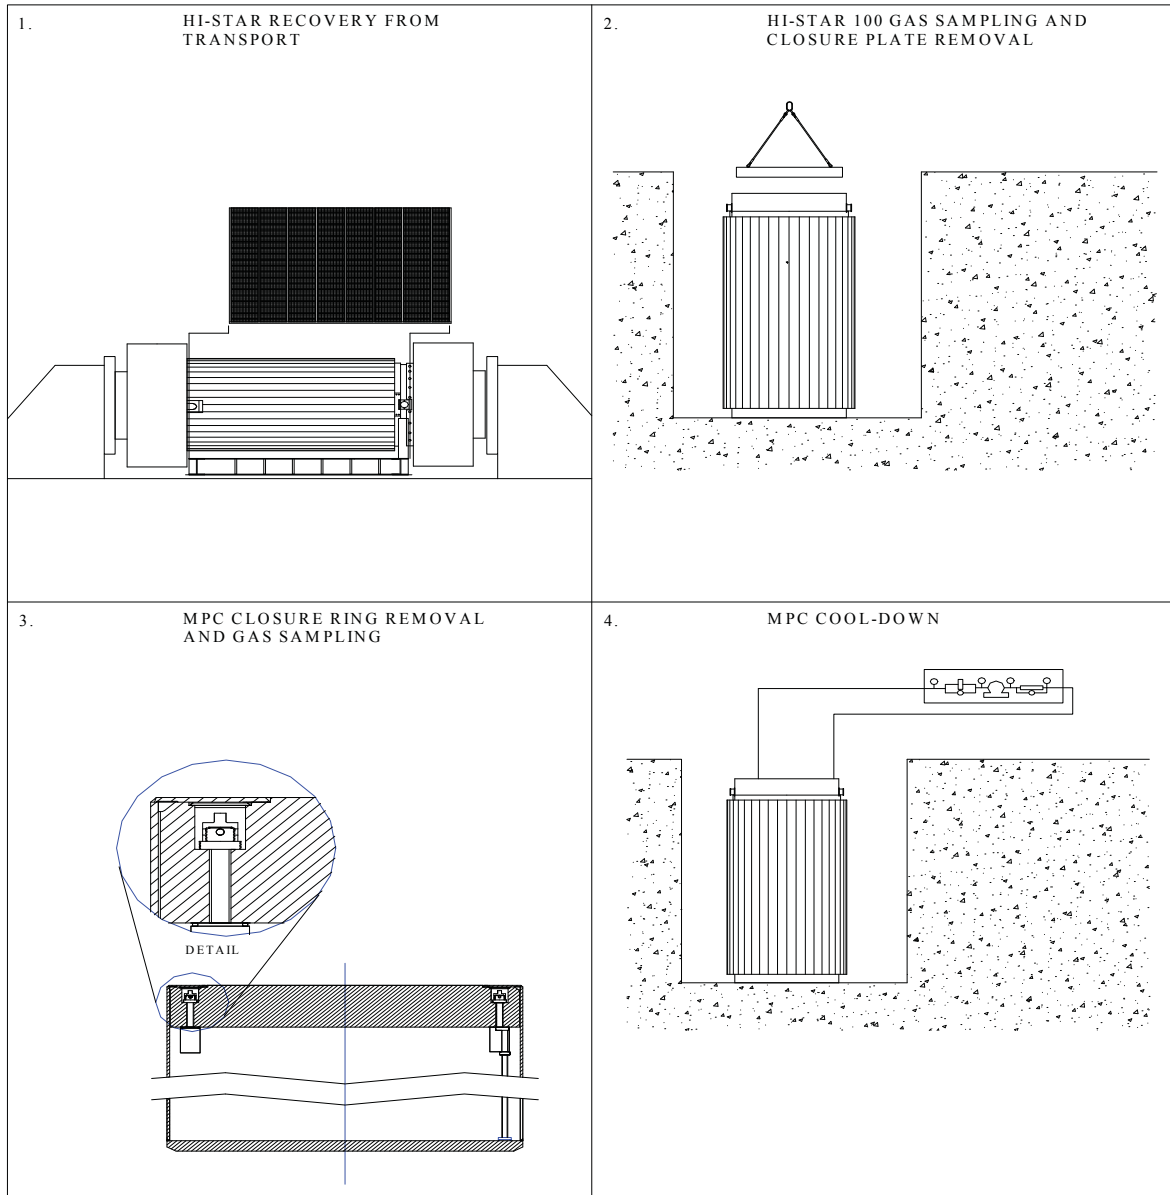 1.
HI-STAR RECOVERY FROM
TRANSPORT
2.
HI-STAR 100 GAS SAMPLING AND
CLOSURE PLATE REMOVAL
3.
MPC CLOSURE RING REMOVAL
AND GAS SAMPLING
DETAIL
4.
MPC COOL-DOWN